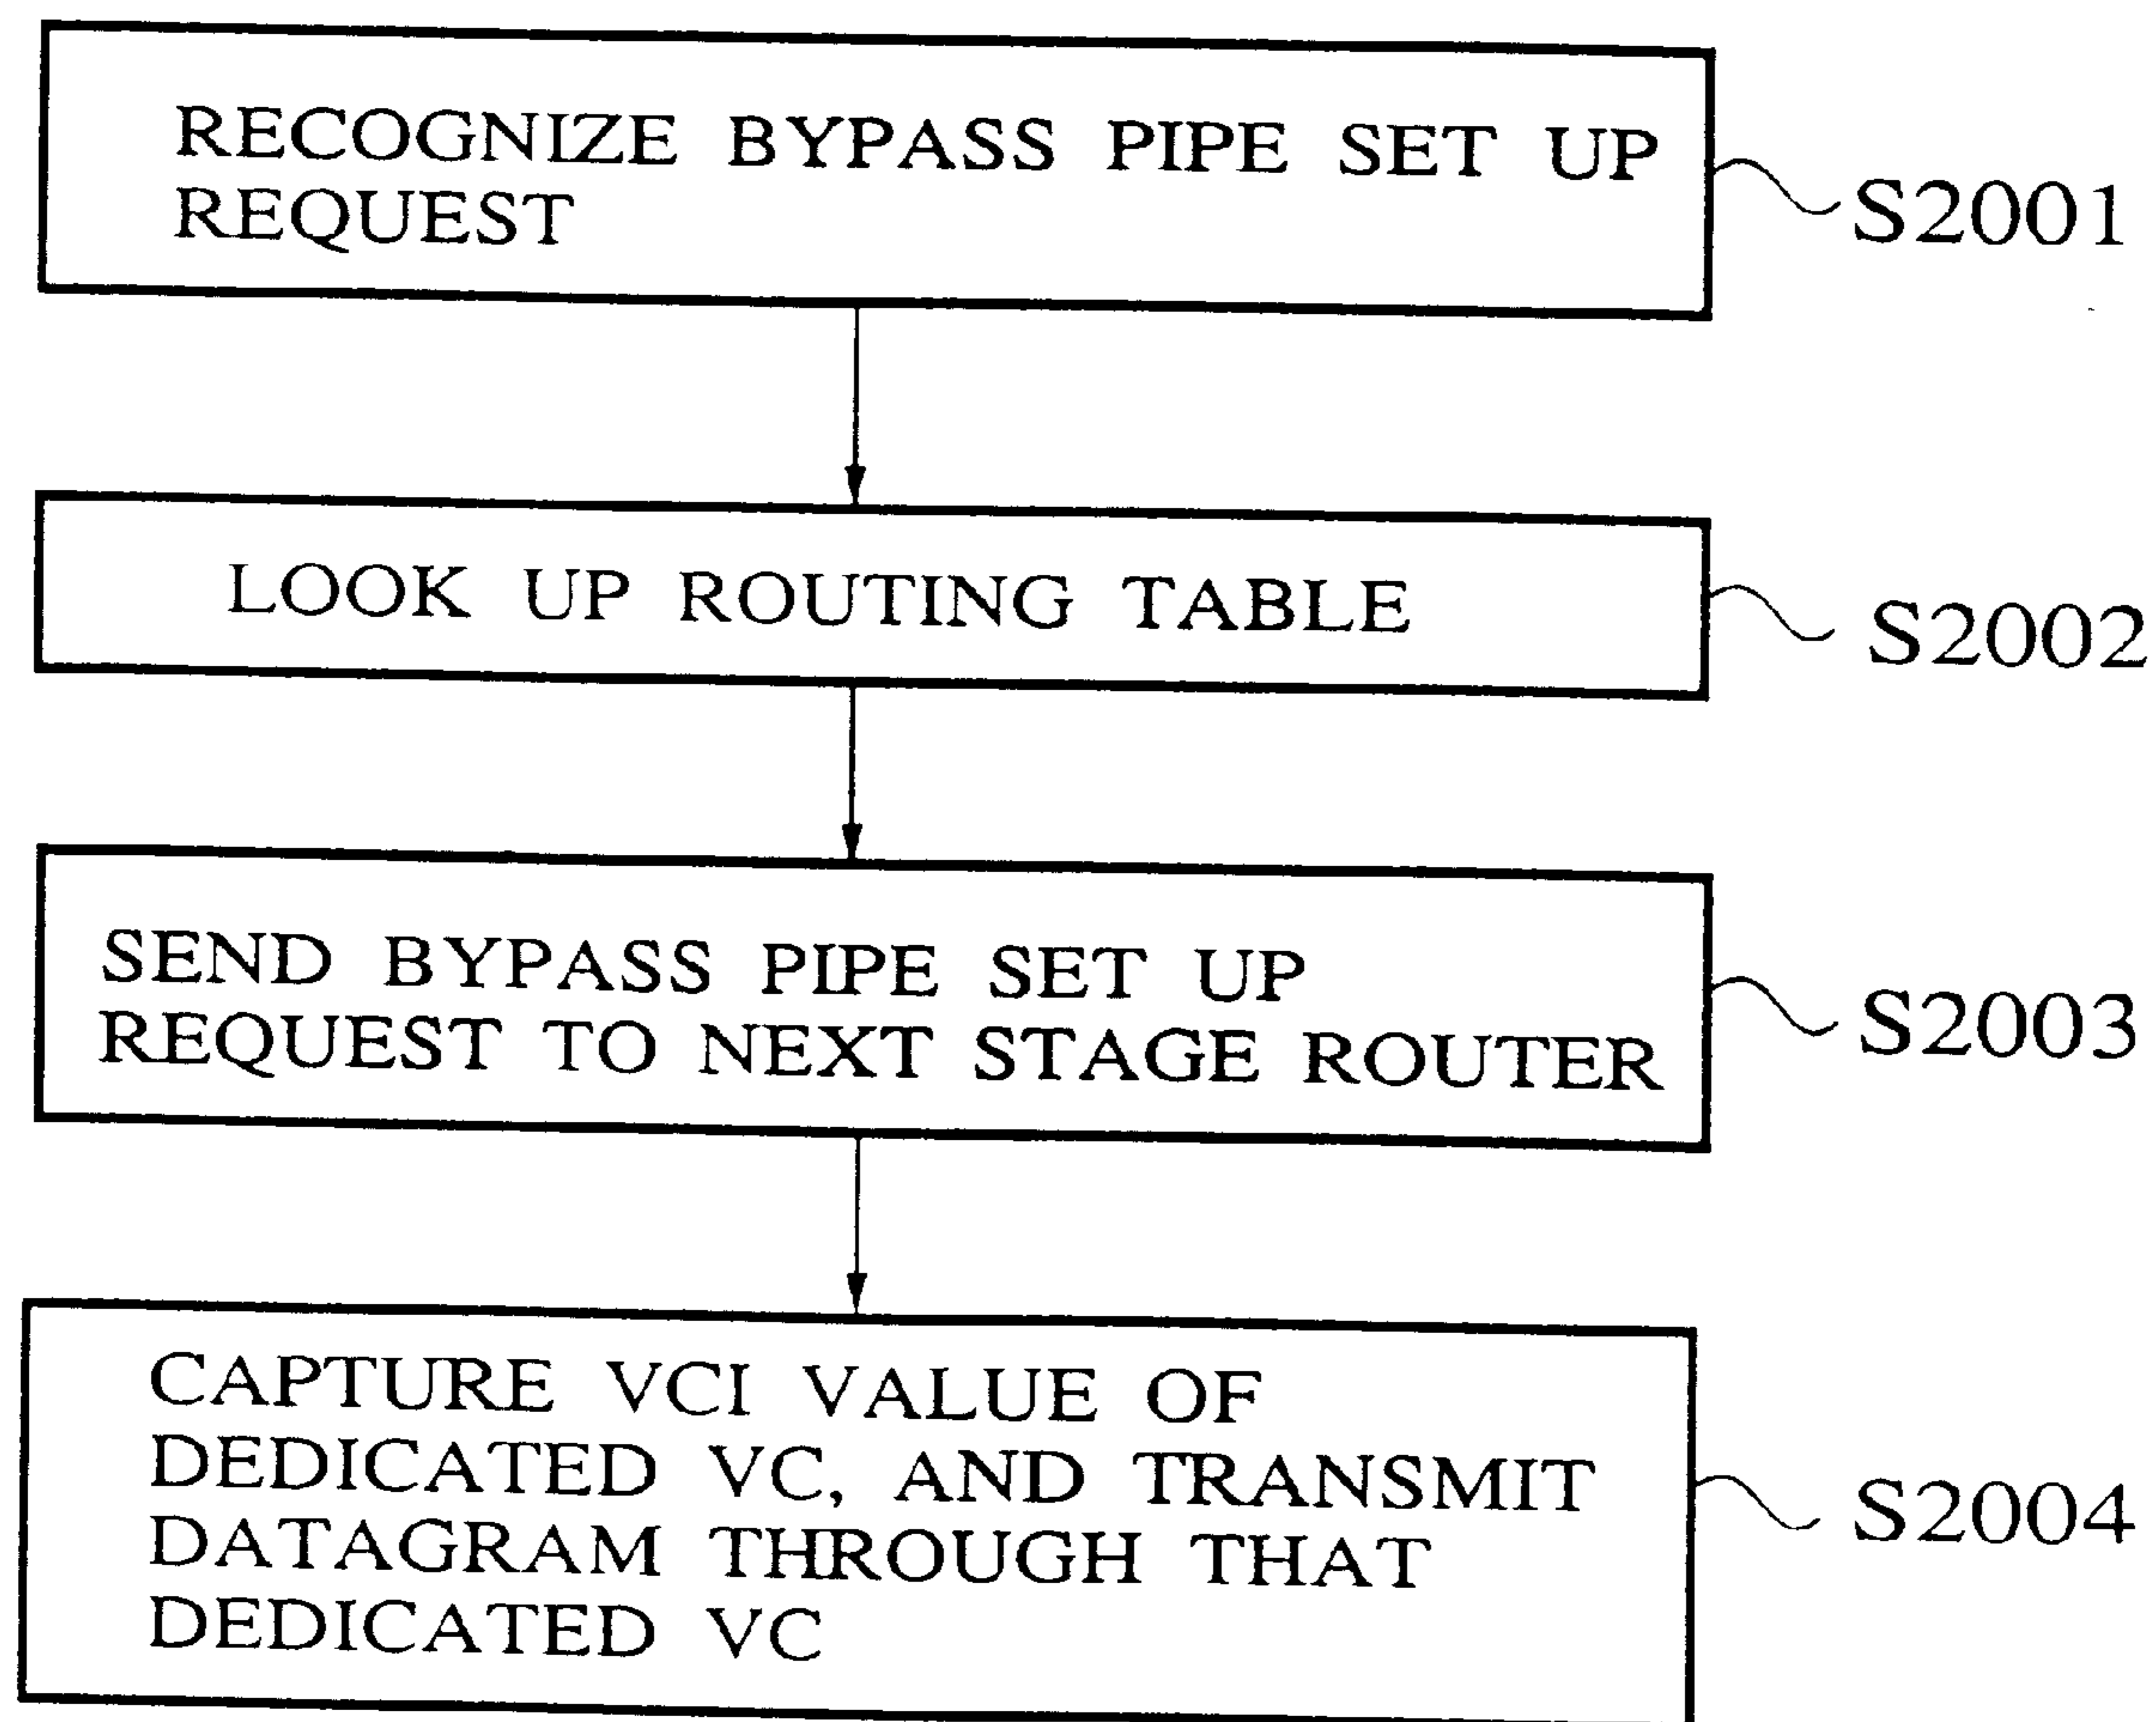 RECOGNIZE BYPASS PIPE SET UP
REQUEST
S2001
LOOK UP ROUTING TABLE
S2002
SEND BYPASS PIPE SET UP
REQUEST TO NEXT STAGE ROUTER
S2003
CAPTURE VCI VALUE OF
DEDICATED VC, AND TRANSMIT
DATAGRAM THROUGH THAT
DEDICATED VC
S2004